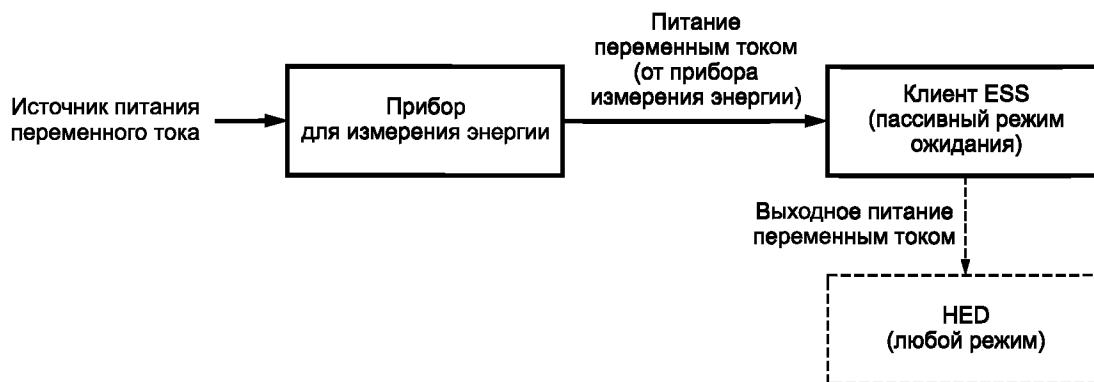 Источник питания
переменного тока
Прибор
для измерения энергии
Питание
переменным током
(от прибора
измерения энергии)
Клиент ESS
(пассивный режим
ожидания)
Выходное питание
переменным током
HED
(любой режим)